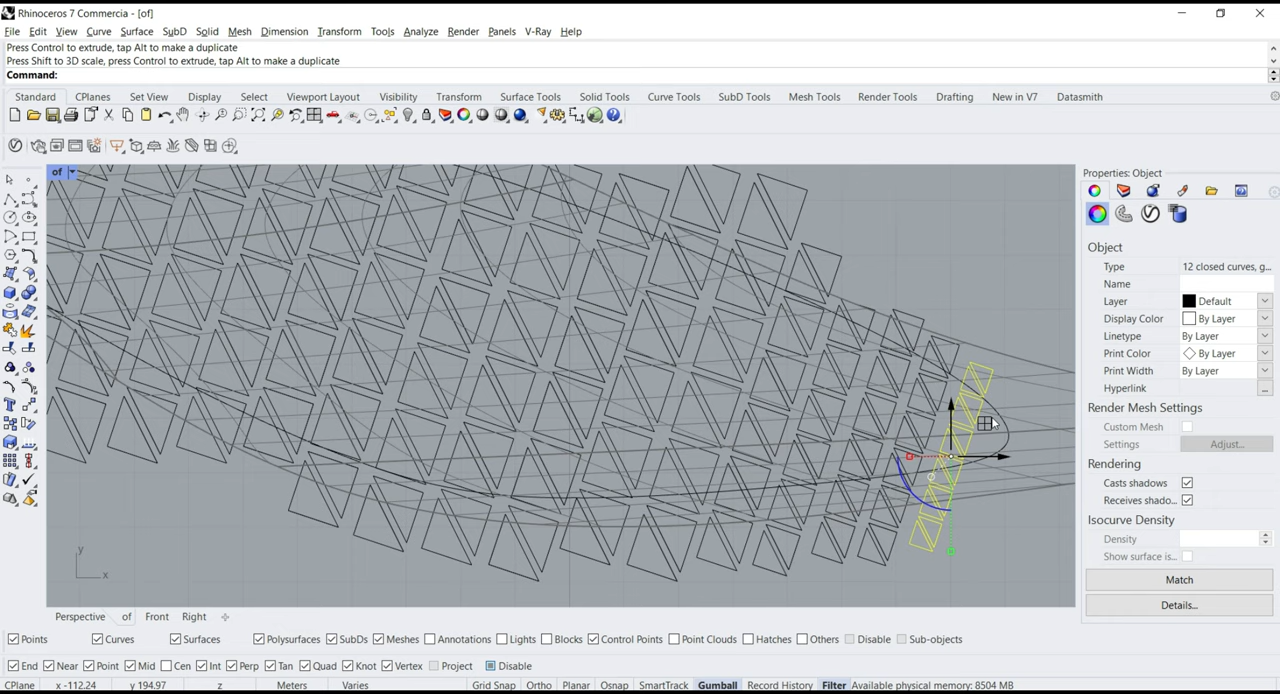 Rhinoceros 7 Commercia - [of]
File Edit View Curve Surface SubD Solid Mesh Dimension Transform Tools Analyze Render Panels V-Ray Help
Press Control to extrude, tap Alt to make a duplicate
Press Shift to 3D scale, press Control to extrude, tap Alt to make a duplicate
Command:
Standard CPlanes Set View Display Select Viewport Layout Visibility Transform Surface Tools Solid Tools Curve Tools SubD Tools Mesh Tools Render Tools Drafting New in V7 Datasmith
of
Properties: Object
Object
Type 12 closed curves, g...
Name
Layer Default
Display Color By Layer
Linetype By Layer
Print Color By Layer
Print Width By Layer
Hyperlink ...
Render Mesh Settings
Custom Mesh
Settings Adjust...
Rendering
Casts shadows
Receives shado...
Isocurve Density
Density
Show surface is...
Match
Details...
y
x
Perspective of Front Right
Points Curves Surfaces Polysurfaces SubDs Meshes Annotations Lights Blocks Control Points Point Clouds Hatches Others Disable Sub-objects
End Near Point Mid Cen Int Perp Tan Quad Knot Vertex Project Disable
CPlane x -112.24 y 194.97 z Meters Varies Grid Snap Ortho Planar Osnap SmartTrack Gumball Record History Filter Available physical memory: 8504 MB